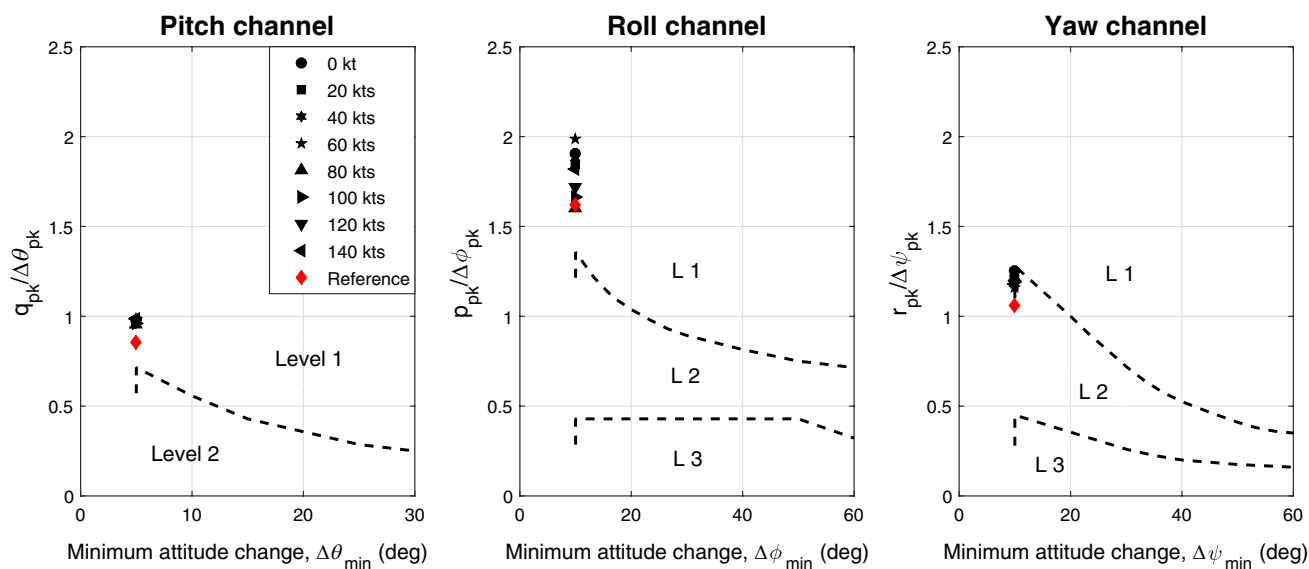 Pitch channel
2.5
2
1.5
1
0.5
0
0 10 20 30
q_pk/Δθ_pk
Minimum attitude change, Δθ_min (deg)
0 kt
20 kts
40 kts
60 kts
80 kts
100 kts
120 kts
140 kts
Reference
Level 1
Level 2
Roll channel
2.5
2
1.5
1
0.5
0
0 20 40 60
p_pk/Δϕ_pk
Minimum attitude change, Δϕ_min (deg)
L 1
L 2
L 3
Yaw channel
2.5
2
1.5
1
0.5
0
0 20 40 60
r_pk/Δψ_pk
Minimum attitude change, Δψ_min (deg)
L 1
L 2
L 3